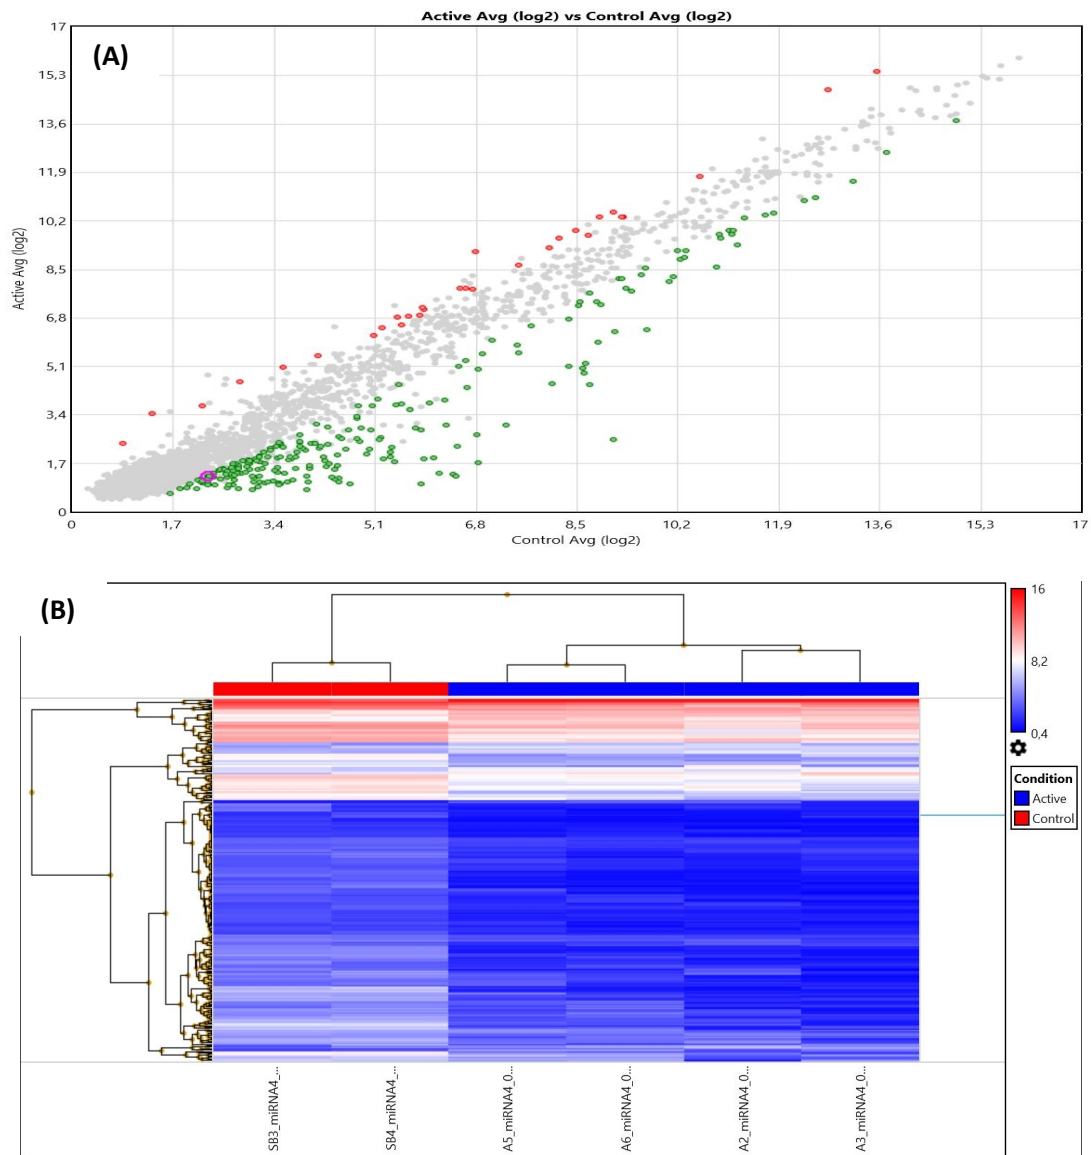 Active Avg (log2) vs Control Avg (log2)
(A)
17
15,3
13,6
11,9
10,2
8,5
6,8
5,1
3,4
1,7
0
Active Avg (log2)
0 1,7 3,4 5,1 6,8 8,5 10,2 11,9 13,6 15,3 17
Control Avg (log2)
(B)
16
8,2
0,4
Condition
Active
Control
SB3_miRNA4_...
SB4_miRNA4_...
A5_miRNA4_0...
A6_miRNA4_0...
A2_miRNA4_0...
A3_miRNA4_0...